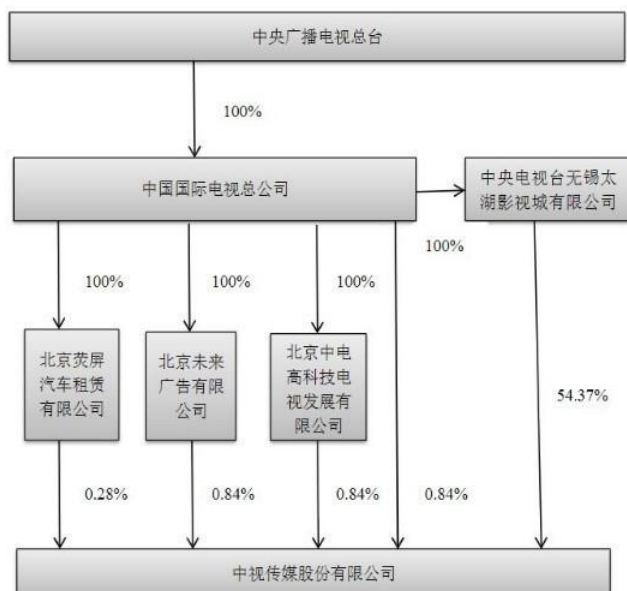 中央广播电视总台
100%
中国国际电视总公司
中央电视台无锡太
湖影视城有限公司
100%
100%
100%
100%
北京荧屏
汽车租赁
有限公司
北京未来
广告有限
公司
北京中电
高科技电
视发展有
限公司
54.37%
0.28%
0.84%
0.84%
0.84%
中视传媒股份有限公司